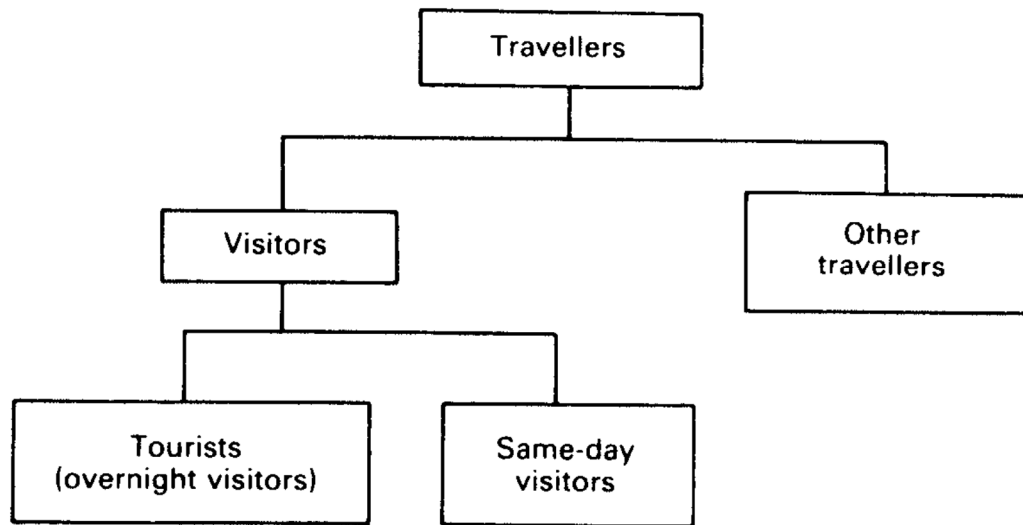 Travellers
Visitors
Other
travellers
Tourists
(overnight visitors)
Same-day
visitors